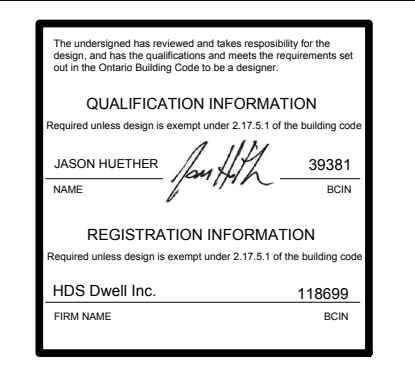 The undersigned has reviewed and takes resposibility for the
design, and has the qualifications and meets the requirements set
out in the Ontario Building Code to be a designer.
QUALIFICATION INFORMATION
Required unless design is exempt under 2.17.5.1 of the building code
JASON HUETHER 39381
NAME BCIN
REGISTRATION INFORMATION
Required unless design is exempt under 2.17.5.1 of the building code
HDS Dwell Inc. 118699
FIRM NAME BCIN